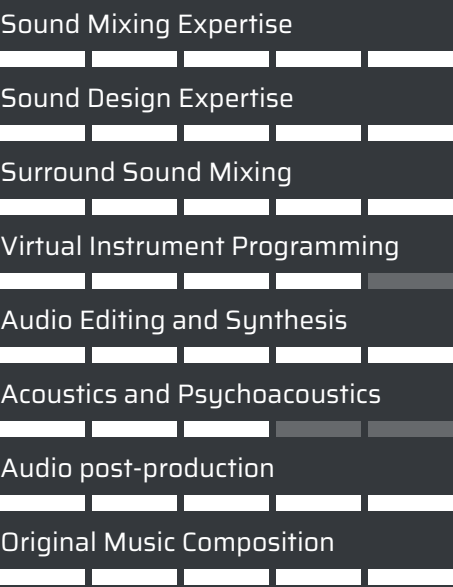 Sound Mixing Expertise
Sound Design Expertise
Surround Sound Mixing
Virtual Instrument Programming
Audio Editing and Synthesis
Acoustics and Psychoacoustics
Audio post-production
Original Music Composition